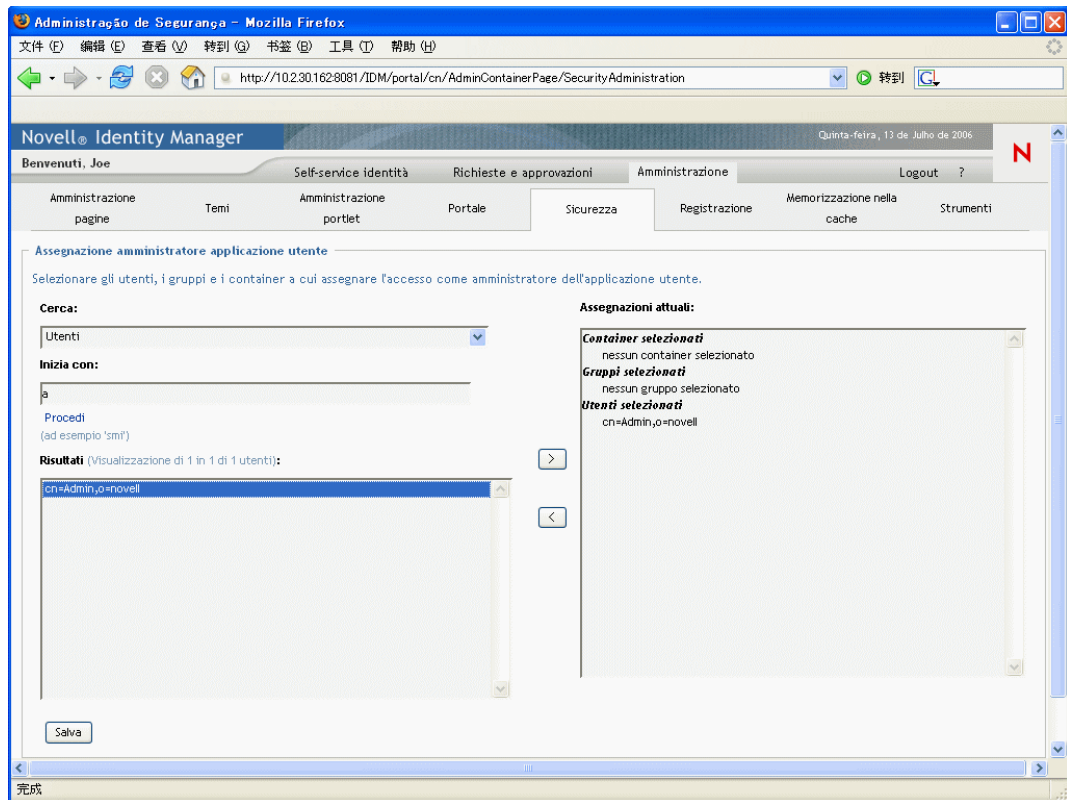 Administração de Segurança - Mozilla Firefox
文件 (F) 编辑 (E) 查看 (V) 转到 (G) 书签 (B) 工具 (T) 帮助 (H)
http://10.2.30.162:8081/IDM/portal/cn/AdminContainerPage/SecurityAdministration 转到 G
Novell® Identity Manager
Quinta-feira, 13 de Julho de 2006
N
Benvenuti, Joe
Self-service identità Richieste e approvazioni Amministrazione Logout ?
Amministrazione pagine Temi Amministrazione portlet Portale Sicurezza Registrazione Memorizzazione nella cache Strumenti
Assegnazione amministratore applicazione utente
Selezionare gli utenti, i gruppi e i container a cui assegnare l'accesso come amministratore dell'applicazione utente.
Cerca:
Utenti
Inizia con:
a
Procedi
(ad esempio 'smi')
Risultati (Visualizzazione di 1 in 1 di 1 utenti):
cn=Admin,o=novell
>
<
Assegnazioni attuali:
Container selezionati
nessun container selezionato
Gruppi selezionati
nessun gruppo selezionato
Utenti selezionati
cn=Admin,o=novell
Salva
完成